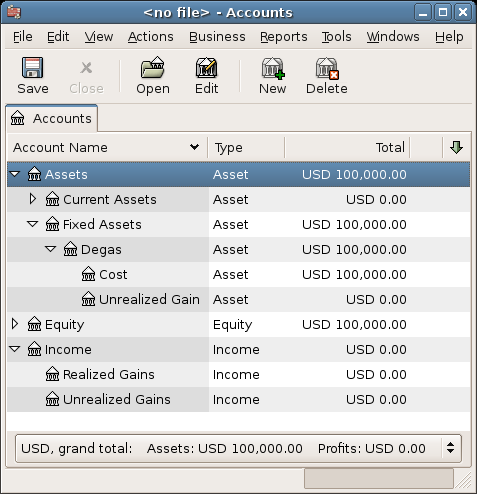 <no file> - Accounts
File Edit View Actions Business Reports Tools Windows Help
Save Close Open Edit New Delete
Accounts
Account Name Type Total
Assets Asset USD 100,000.00
Current Assets Asset USD 0.00
Fixed Assets Asset USD 100,000.00
Degas Asset USD 100,000.00
Cost Asset USD 100,000.00
Unrealized Gain Asset USD 0.00
Equity Equity USD 100,000.00
Income Income USD 0.00
Realized Gains Income USD 0.00
Unrealized Gains Income USD 0.00
USD, grand total: Assets: USD 100,000.00 Profits: USD 0.00